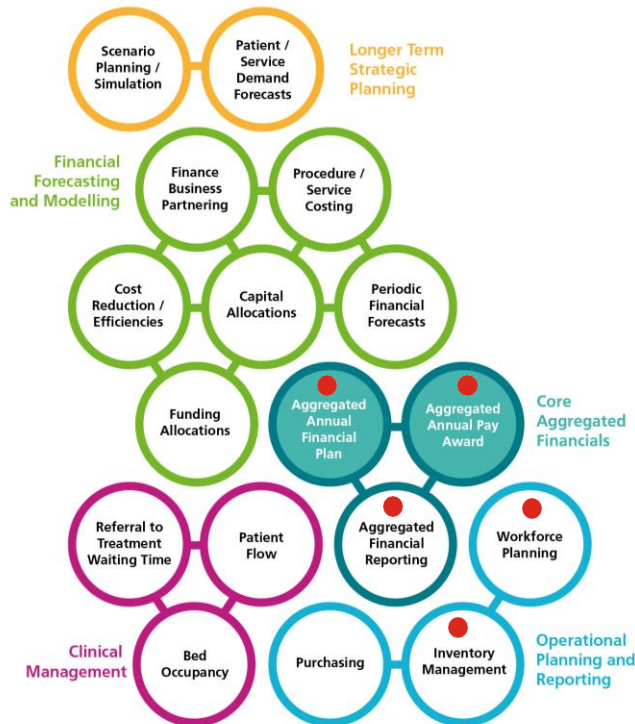 Scenario
Planning /
Simulation
Patient /
Service
Demand
Forecasts
Longer Term
Strategic
Planning
Financial
Forecasting
and Modelling
Finance
Business
Partnering
Procedure /
Service
Costing
Cost
Reduction /
Efficiencies
Capital
Allocations
Periodic
Financial
Forecasts
Funding
Allocations
Aggregated
Annual
Financial
Plan
Aggregated
Annual Pay
Award
Core
Aggregated
Financials
Referral to
Treatment
Waiting Time
Patient
Flow
Aggregated
Financial
Reporting
Workforce
Planning
Clinical
Management
Bed
Occupancy
Purchasing
Inventory
Management
Operational
Planning and
Reporting